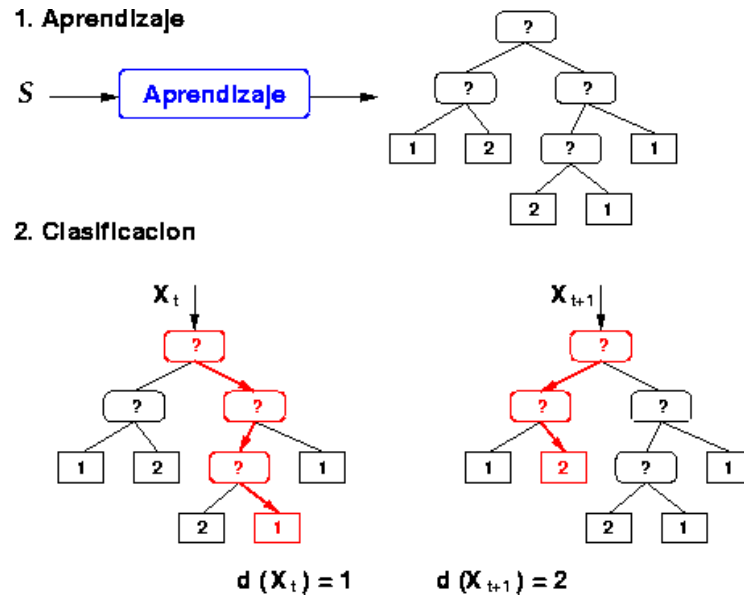 1. Aprendizaje
?
S Aprendizaje ? ?
1 2 ? 1
2 1
2. Clasificacion
X t X t+1
? ?
? ? ? ?
1 2 ? 1 1 2 ? 1
2 1 2 1
d (X t) = 1 d (X t+1) = 2